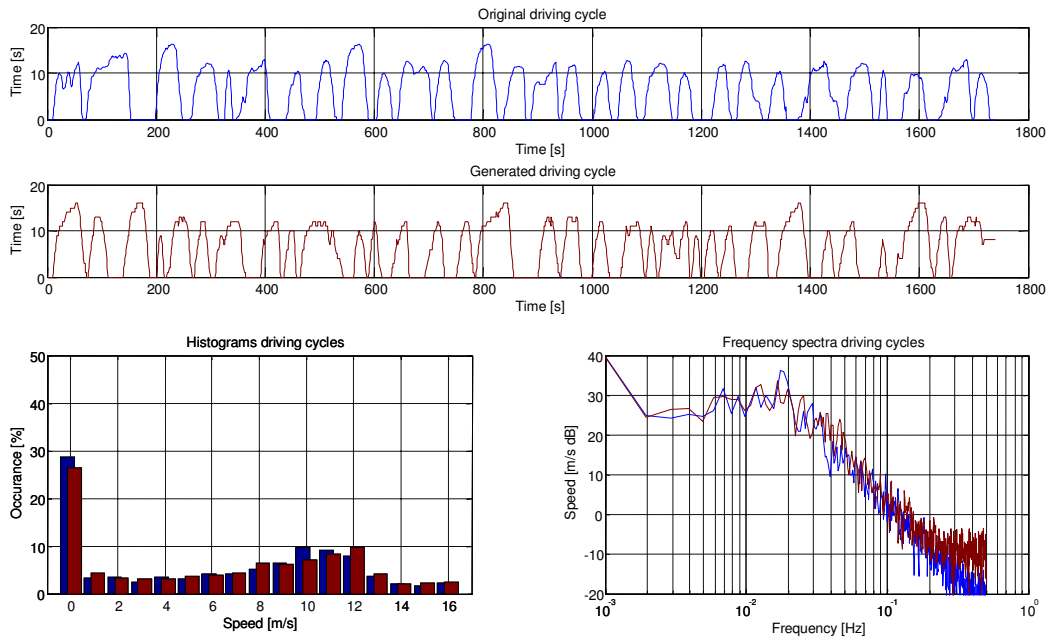 Original driving cycle
20
10
0
Time [s]
0 200 400 600 800 1000 1200 1400 1600 1800
Time [s]
Generated driving cycle
20
10
0
Time [s]
0 200 400 600 800 1000 1200 1400 1600 1800
Time [s]
Histograms driving cycles
50
40
30
20
10
0
Occurance [%]
0 2 4 6 8 10 12 14 16
Speed [m/s]
Frequency spectra driving cycles
40
30
20
10
0
-10
-20
Speed [m/s dB]
10^-3 10^-2 10^-1 10^0
Frequency [Hz]